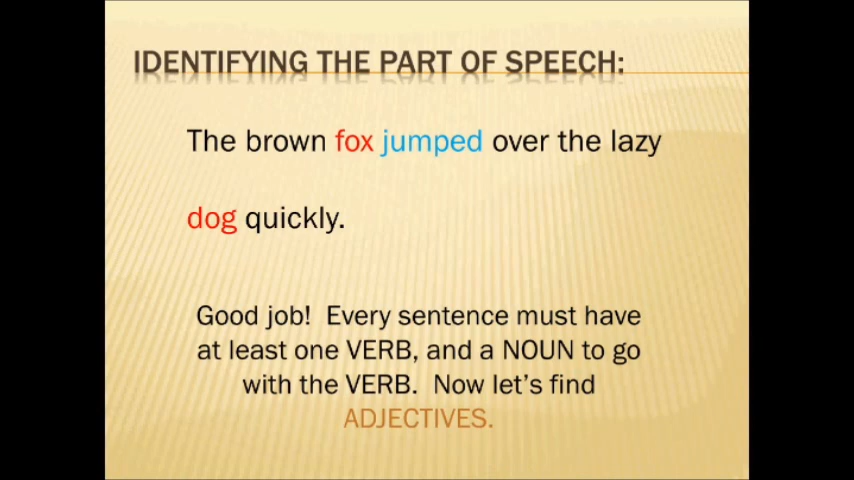 IDENTIFYING THE PART OF SPEECH:
The brown fox jumped over the lazy
dog quickly.
Good job! Every sentence must have
at least one VERB, and a NOUN to go
with the VERB. Now let's find
ADJECTIVES.